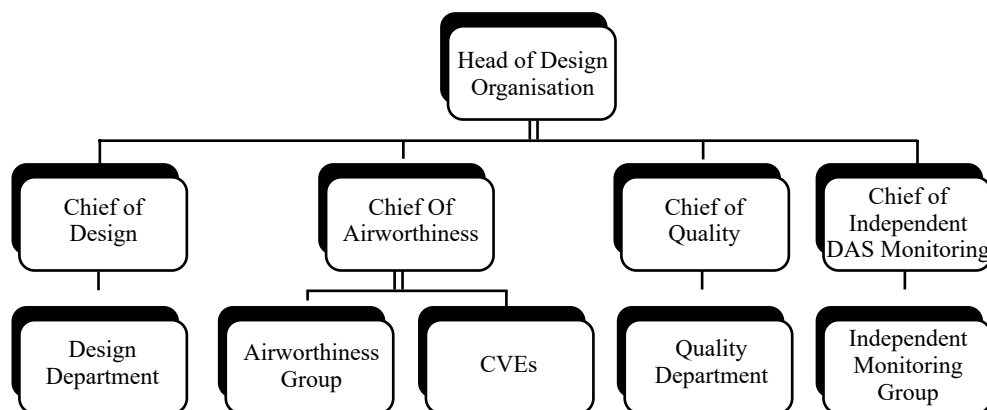 Head of Design
Organisation
Chief of
Design
Chief Of
Airworthiness
Chief of
Quality
Chief of
Independent
DAS Monitoring
Design
Department
Airworthiness
Group
CVEs
Quality
Department
Independent
Monitoring
Group